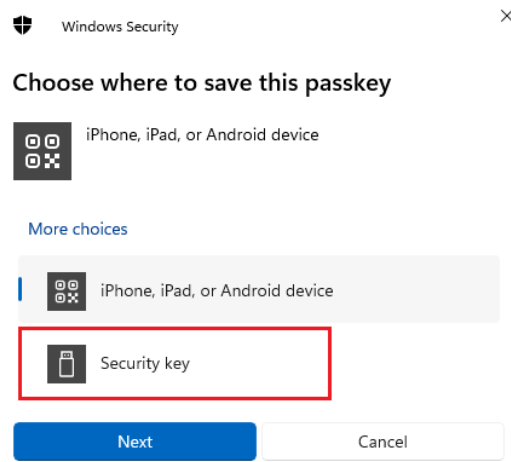 Windows Security
Choose where to save this passkey
iPhone, iPad, or Android device
More choices
iPhone, iPad, or Android device
Security key
Next
Cancel